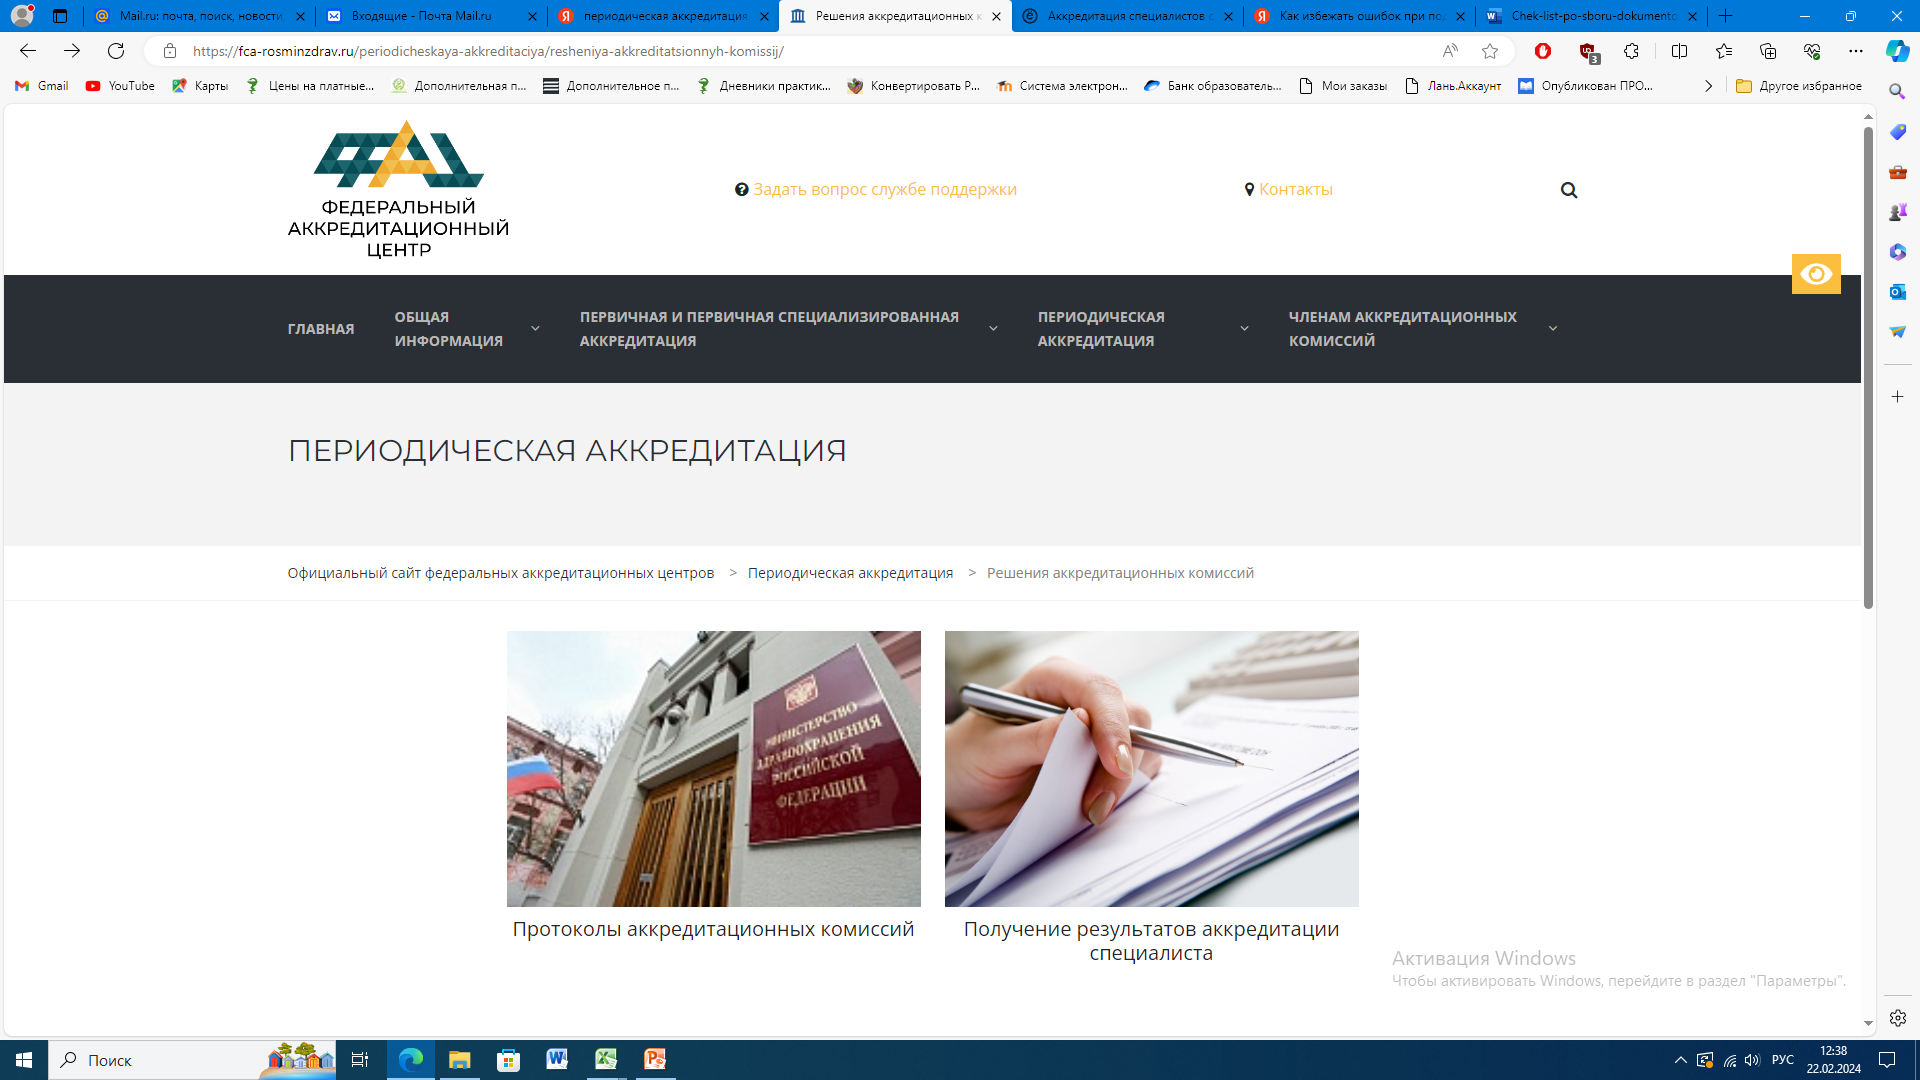 Mail.ru: почта, поиск, новости
Входящие - Почта Mail.ru
периодическая аккредитация
Решения аккредитационных к
Аккредитация специалистов
Как избежать ошибок при по
Chek-list-po-sboru-dokumento
https://fca-rosminzdrav.ru/periodicheskaya-akkreditaciya/resheniya-akkreditatsionnyh-komissij/
3
Gmail
YouTube
Карты
Цены на платные...
Дополнительная п...
Дополнительное п...
Дневники практик...
Конвертировать P...
Система электрон...
Банк образователь...
Мои заказы
Лань.Аккаунт
Опубликован ПРО...
Другое избранное
ФЕДЕРАЛЬНЫЙ
АККРЕДИТАЦИОННЫЙ
ЦЕНТР
Задать вопрос службе поддержки
Контакты
ГЛАВНАЯ
ОБЩАЯ
ИНФОРМАЦИЯ
ПЕРВИЧНАЯ И ПЕРВИЧНАЯ СПЕЦИАЛИЗИРОВАННАЯ
АККРЕДИТАЦИЯ
ПЕРИОДИЧЕСКАЯ
АККРЕДИТАЦИЯ
ЧЛЕНАМ АККРЕДИТАЦИОННЫХ
КОМИССИЙ
ПЕРИОДИЧЕСКАЯ АККРЕДИТАЦИЯ
Официальный сайт федеральных аккредитационных центров > Периодическая аккредитация > Решения аккредитационных комиссий
МИНИСТЕРСТВО
ЗДРАВООХРАНЕНИЯ
РОССИЙСКОЙ
ФЕДЕРАЦИИ
Протоколы аккредитационных комиссий
Получение результатов аккредитации
специалиста
Активация Windows
Чтобы активировать Windows, перейдите в раздел "Параметры".
Поиск
РУС
12:38
22.02.2024